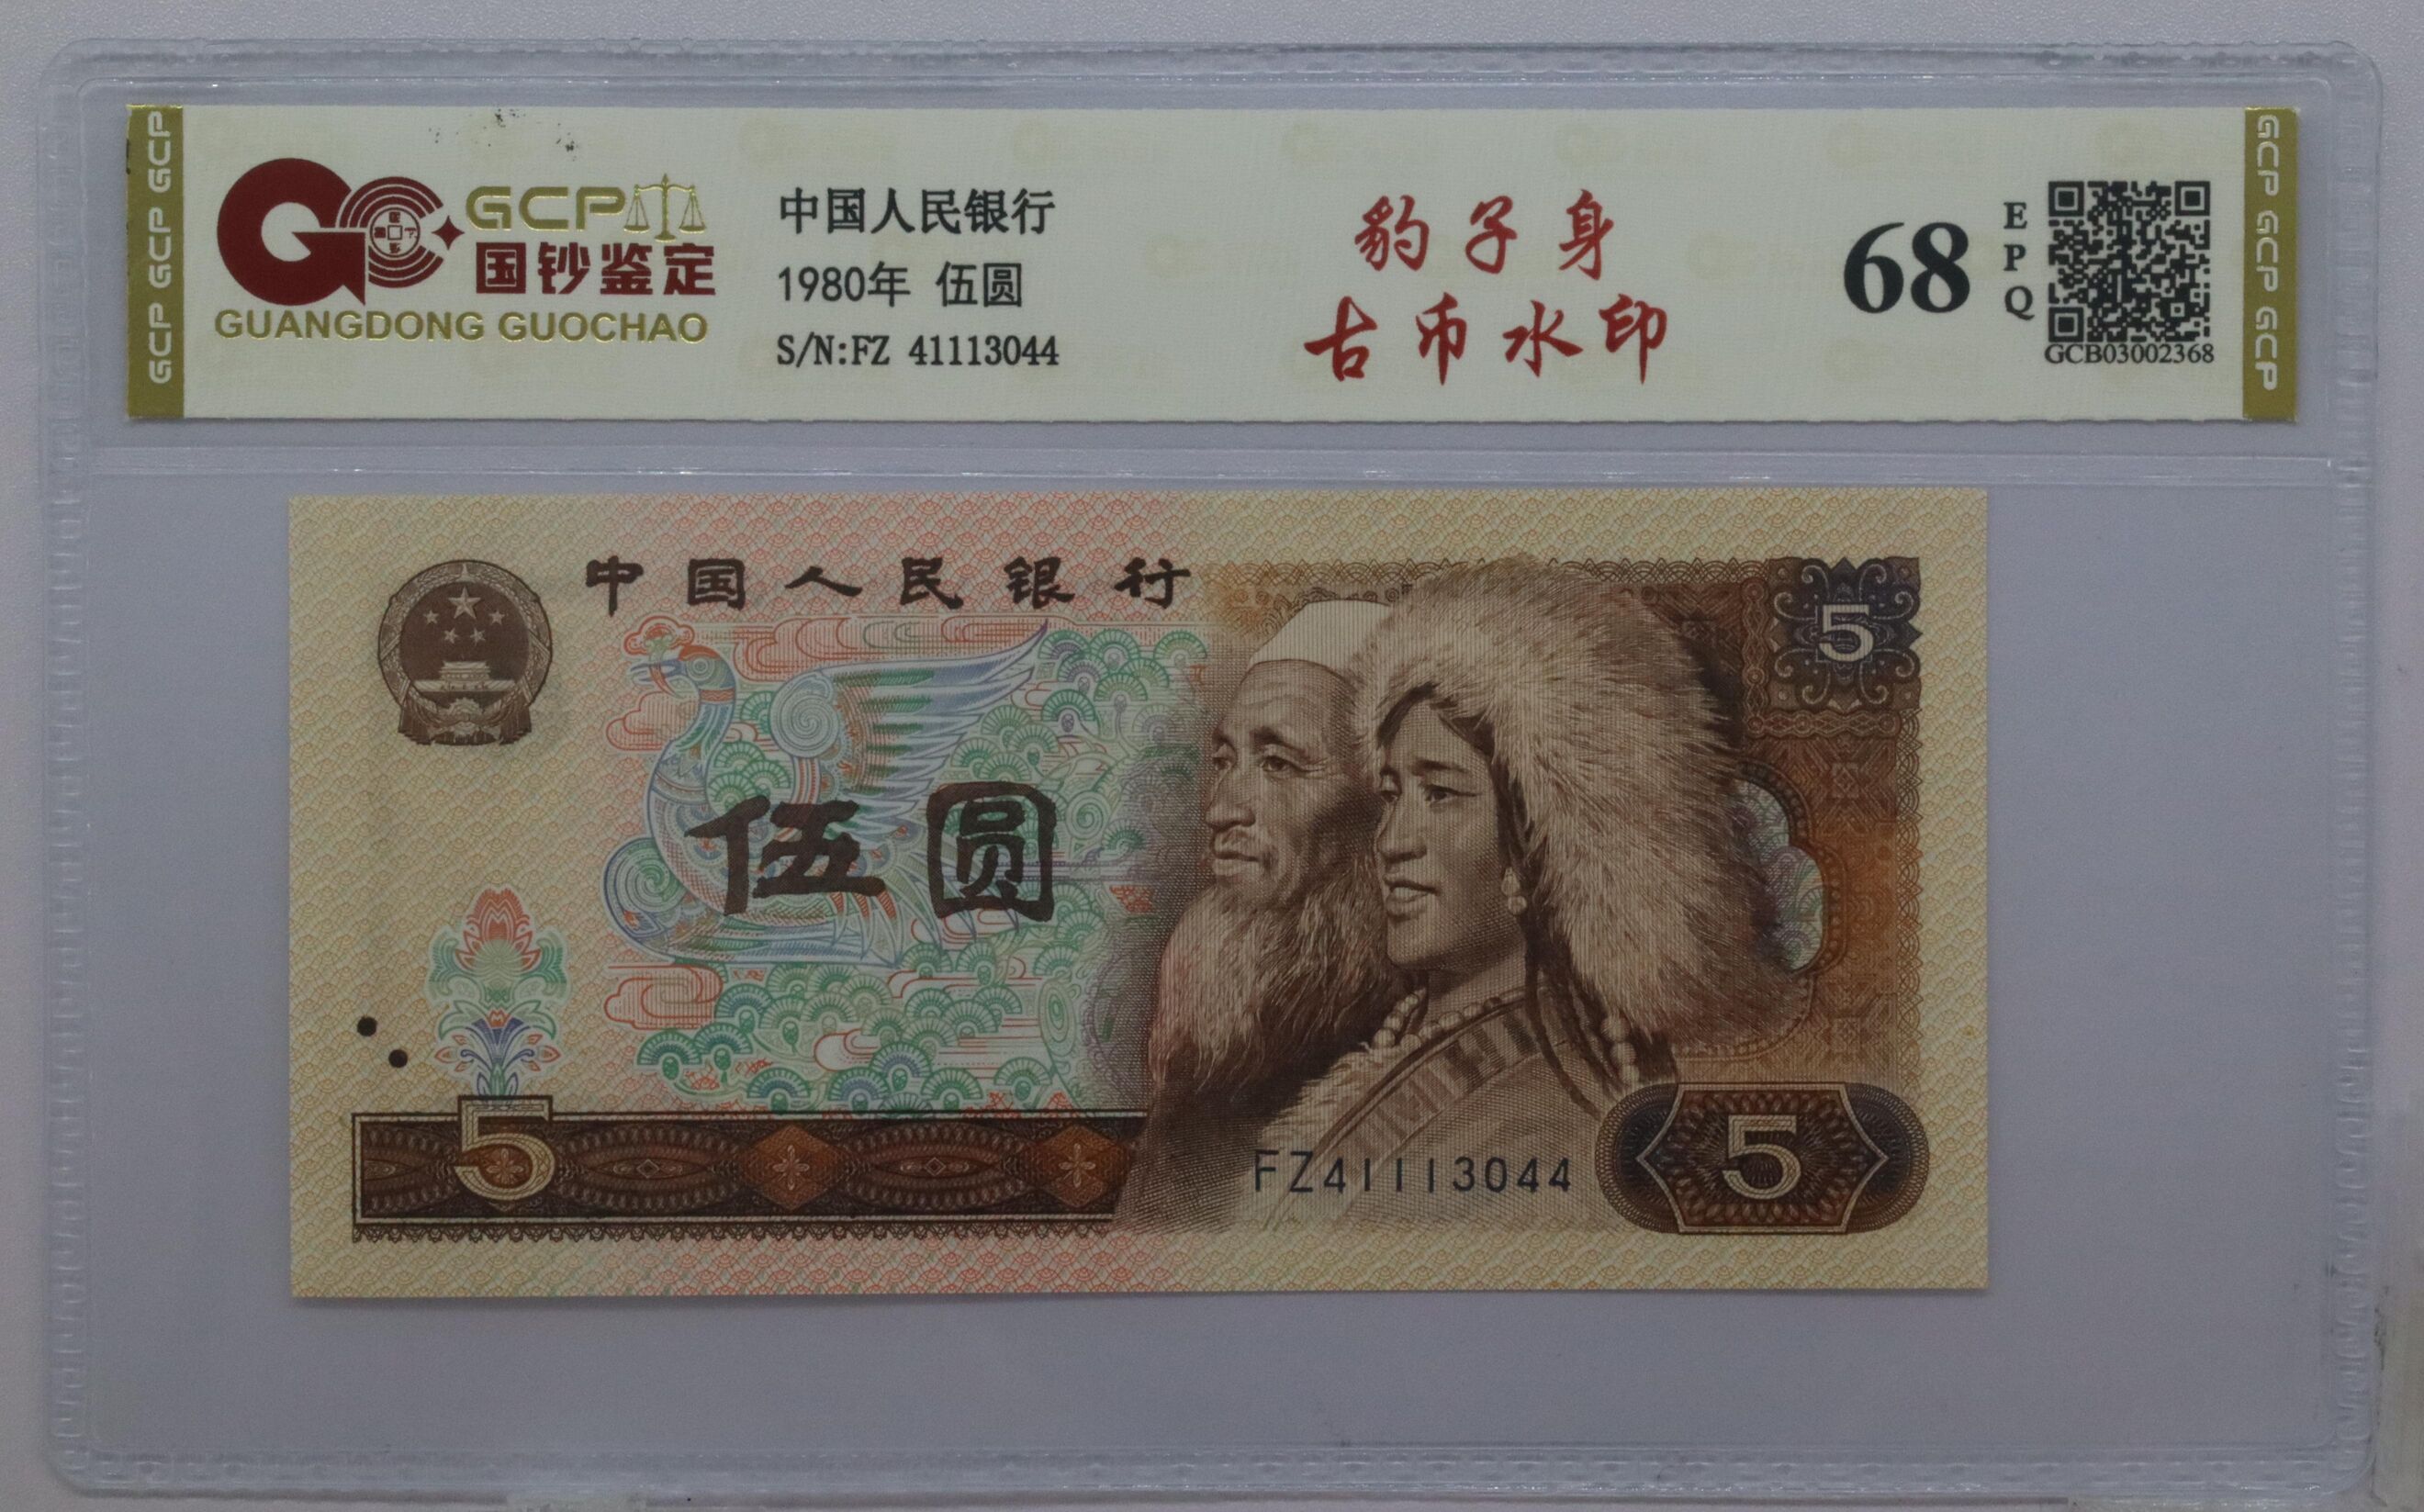 GCP GCP GCP
GCP
国钞鉴定
GUANGDONG GUOCHAO
中国人民银行
1980年 伍圆
S/N:FZ 41113044
豹子身
古币水印
68
EPQ
GCB03002368
GCP GCP GCP
中国人民银行
5
伍圆
5
FZ41113044
5